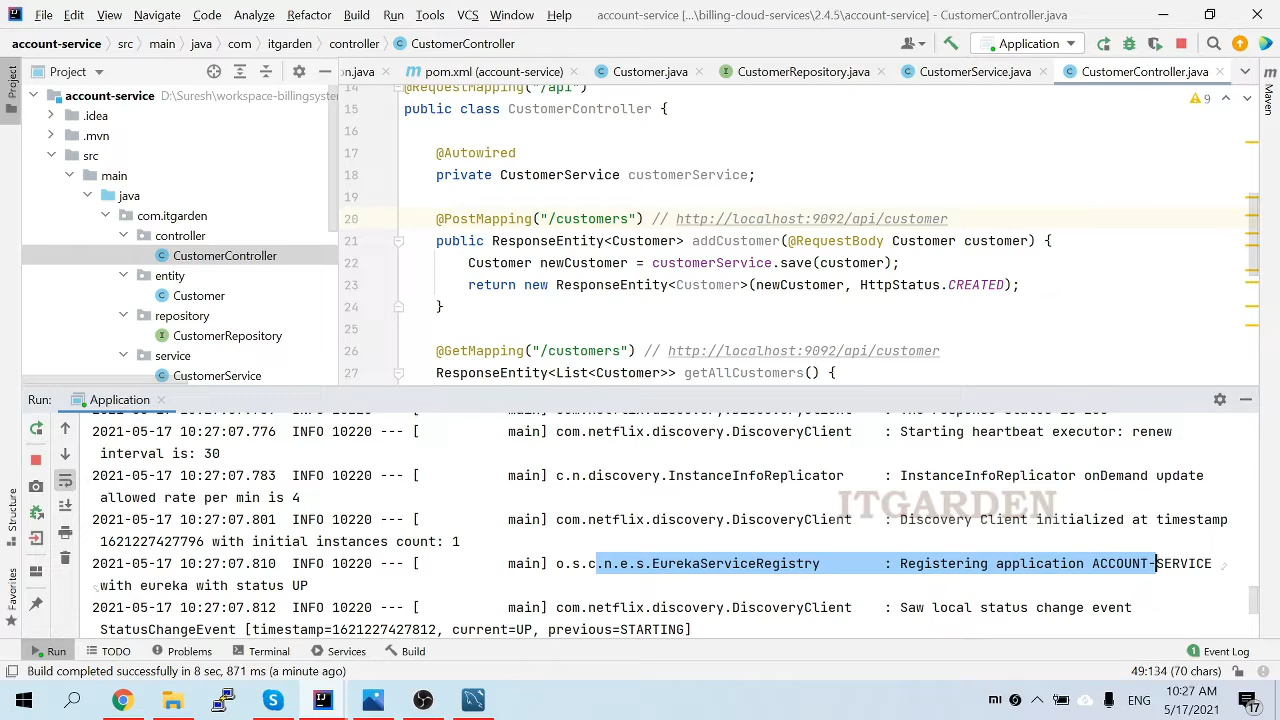 File Edit View Navigate Code Analyze Refactor Build Run Tools VCS Window Help account-service [...\billing-cloud-services\2.4.5\account-service] - CustomerController.java
account-service src main java com itgarden controller CustomerController
Application
Project
on.java pom.xml (account-service) Customer.java CustomerRepository.java CustomerService.java CustomerController.java
Project
Maven
account-service D:\Suresh\workspace-billingsyste
.idea
.mvn
src
main
java
com.itgarden
controller
CustomerController
entity
Customer
repository
CustomerRepository
service
CustomerService
9
14 @RequestMapping("/api")
15 public class CustomerController {
16
17 @Autowired
18 private CustomerService customerService;
19
20 @PostMapping("/customers") // http://localhost:9092/api/customer
21 public ResponseEntity<Customer> addCustomer(@RequestBody Customer customer) {
22 Customer newCustomer = customerService.save(customer);
23 return new ResponseEntity<Customer>(newCustomer, HttpStatus.CREATED);
24 }
25
26 @GetMapping("/customers") // http://localhost:9092/api/customer
27 ResponseEntity<List<Customer>> getAllCustomers() {
Run: Application
2021-05-17 10:27:07.776 INFO 10220 --- [ main] com.netflix.discovery.DiscoveryClient : Starting heartbeat executor: renew
interval is: 30
2021-05-17 10:27:07.783 INFO 10220 --- [ main] c.n.discovery.InstanceInfoReplicator : InstanceInfoReplicator onDemand update
allowed rate per min is 4
ITGARDEN
2021-05-17 10:27:07.801 INFO 10220 --- [ main] com.netflix.discovery.DiscoveryClient : Discovery Client initialized at timestamp
1621227427796 with initial instances count: 1
2021-05-17 10:27:07.810 INFO 10220 --- [ main] o.s.c.n.e.s.EurekaServiceRegistry : Registering application ACCOUNT-SERVICE
with eureka with status UP
2021-05-17 10:27:07.812 INFO 10220 --- [ main] com.netflix.discovery.DiscoveryClient : Saw local status change event
StatusChangeEvent [timestamp=1621227427812, current=UP, previous=STARTING]
Structure
Favorites
Run TODO Problems Terminal Services Build 1 Event Log
Build completed successfully in 8 sec, 871 ms (a minute ago) 49:134 (70 chars)
ENG
10:27 AM
5/17/2021
17